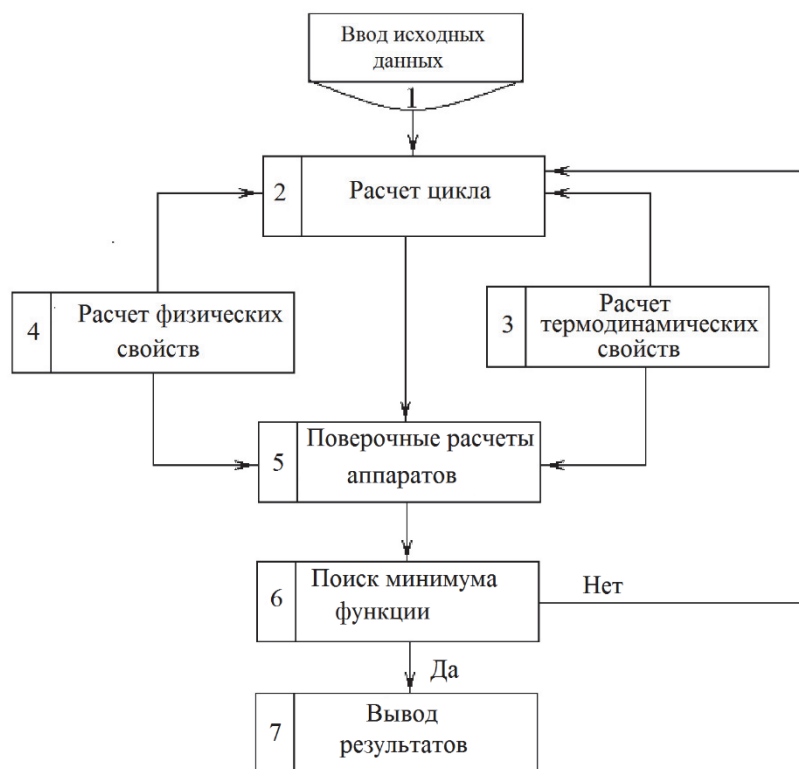 Ввод исходных
данных
1
2
Расчет цикла
4
Расчет физических
свойств
3
Расчет
термодинамических
свойств
5
Поверочные расчеты
аппаратов
6
Поиск минимума
функции
Нет
Да
7
Вывод
результатов